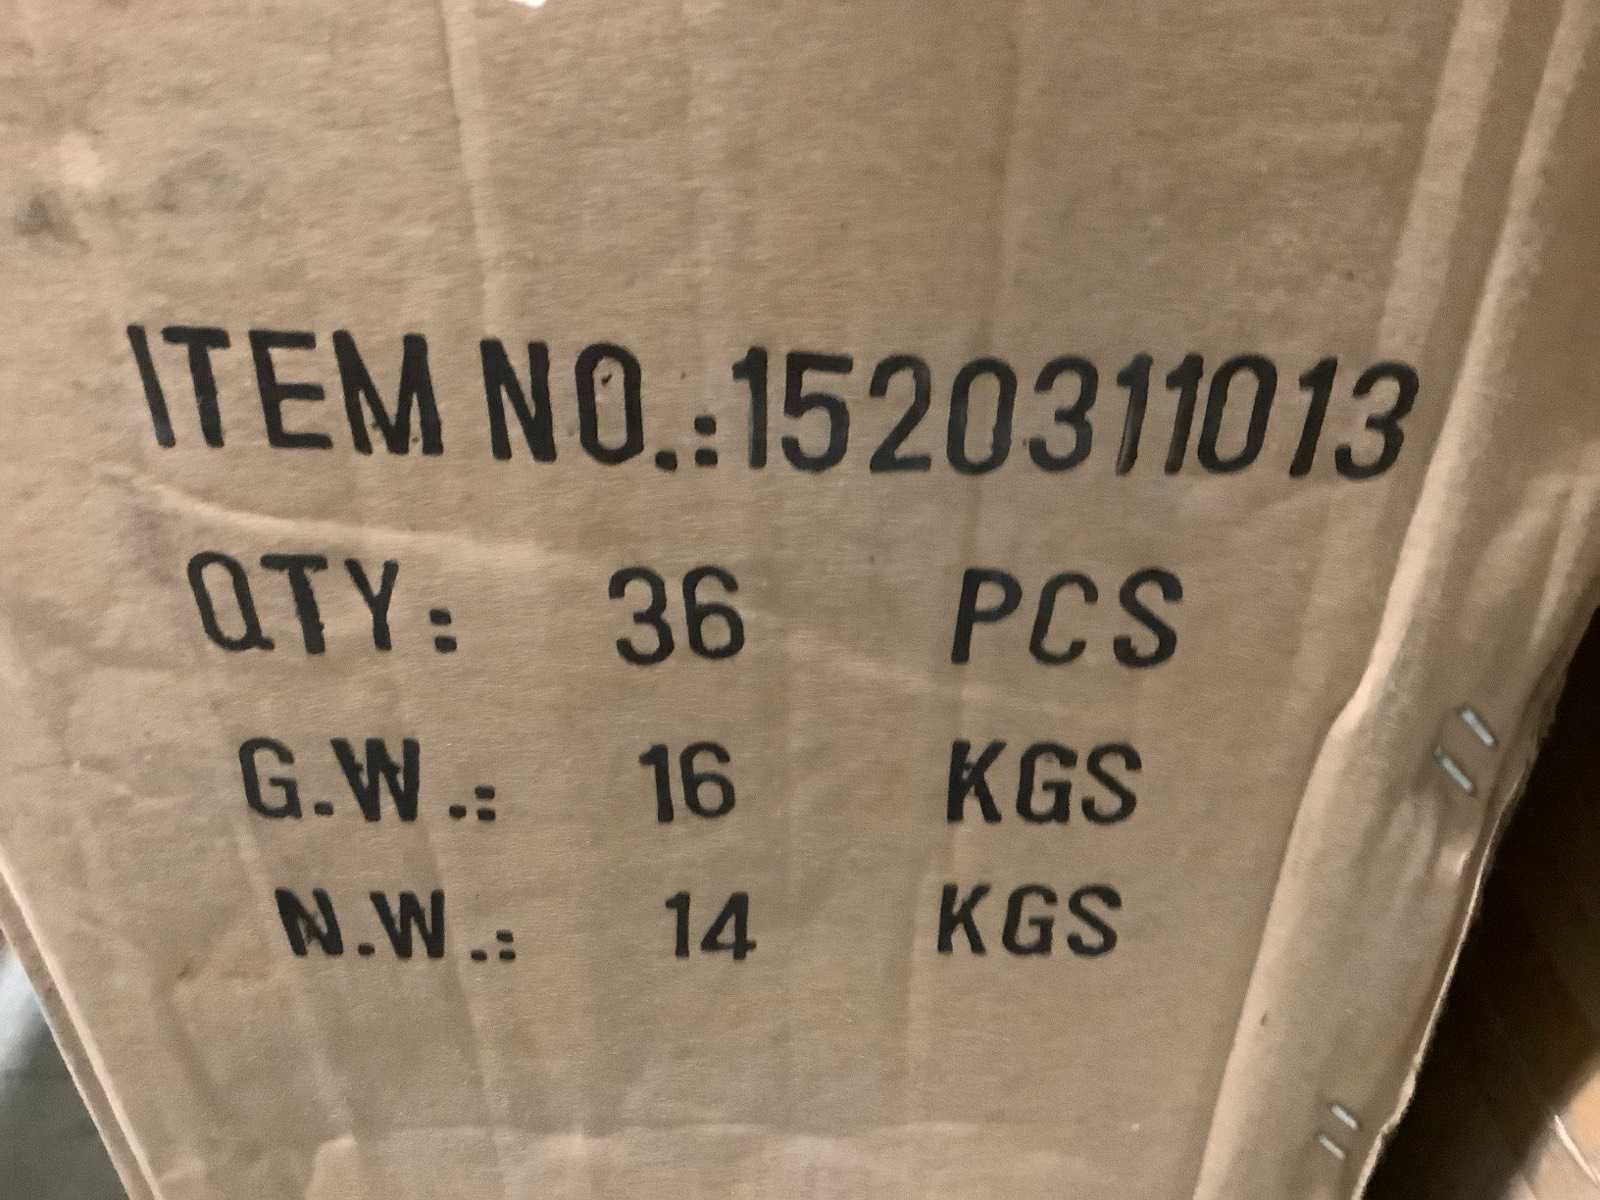 ITEM NO.:1520311013
QTY: 36 PCS
G.W.: 16 KGS
N.W.: 14 KGS